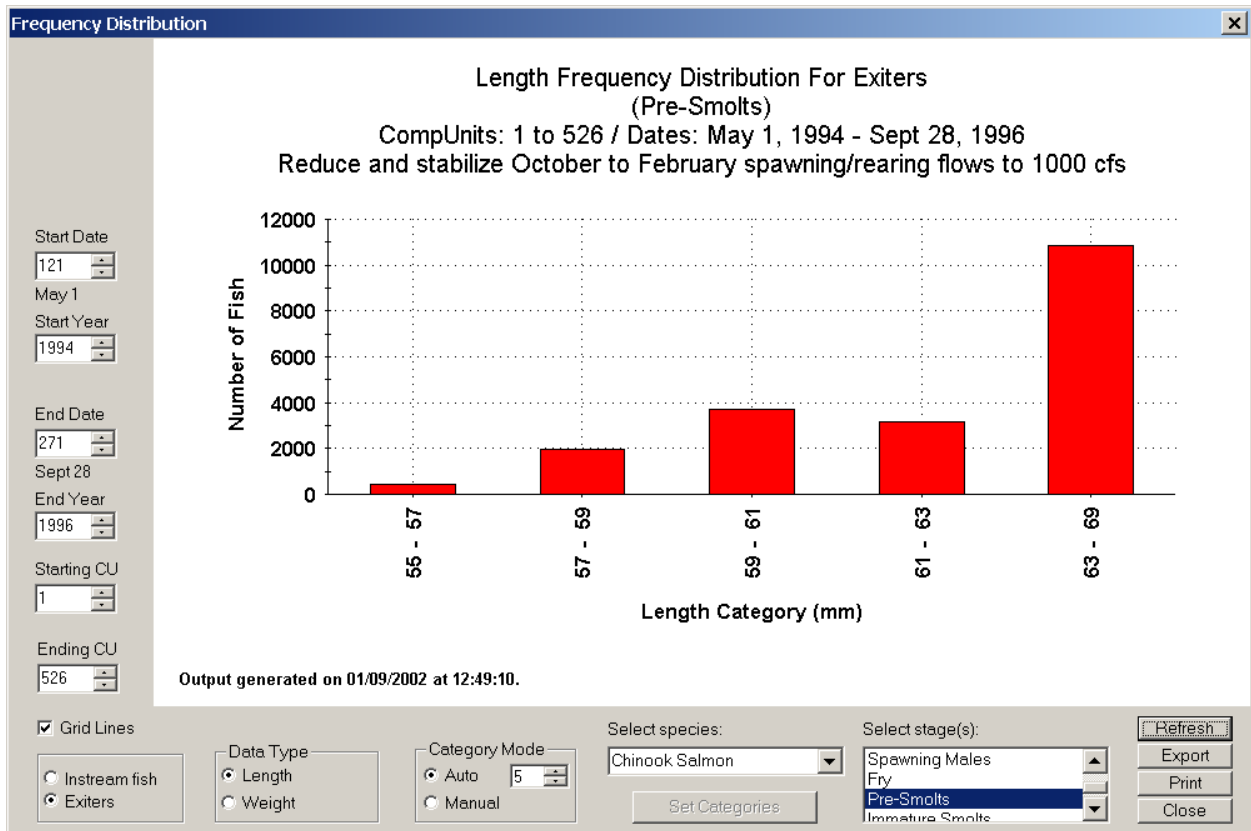 Frequency Distribution
Length Frequency Distribution For Exiters
(Pre-Smolts)
CompUnits: 1 to 526 / Dates: May 1, 1994 - Sept 28, 1996
Reduce and stabilize October to February spawning/rearing flows to 1000 cfs
Start Date
121
May 1
Start Year
1994
End Date
271
Sept 28
End Year
1996
Starting CU
1
Ending CU
526
Number of Fish
12000
10000
8000
6000
4000
2000
0
55 - 57
57 - 59
59 - 61
61 - 63
63 - 69
Length Category (mm)
Output generated on 01/09/2002 at 12:49:10.
Grid Lines
Instream fish
Exiters
Data Type
Length
Weight
Category Mode
Auto 5
Manual
Select species:
Chinook Salmon
Set Categories
Select stage(s):
Spawning Males
Fry
Pre-Smolts
Immature Smolts
Refresh
Export
Print
Close